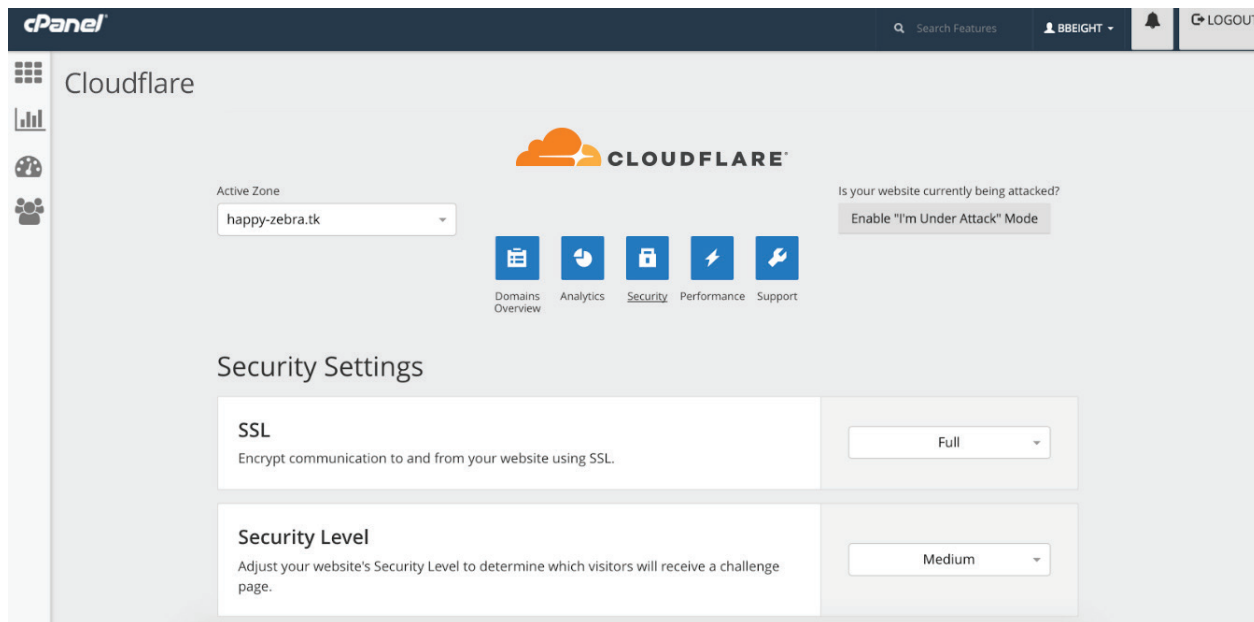 cPanel
Search Features
BBEIGHT
LOGOUT
Cloudflare
CLOUDFLARE
Active Zone
happy-zebra.tk
Is your website currently being attacked?
Enable "I'm Under Attack" Mode
Domains Overview
Analytics
Security
Performance
Support
Security Settings
SSL
Encrypt communication to and from your website using SSL.
Full
Security Level
Adjust your website's Security Level to determine which visitors will receive a challenge
page.
Medium